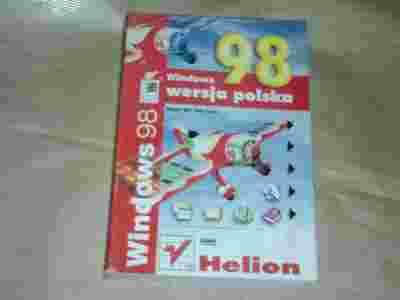 98
Windows
wersja polska
Windows 98
Helion